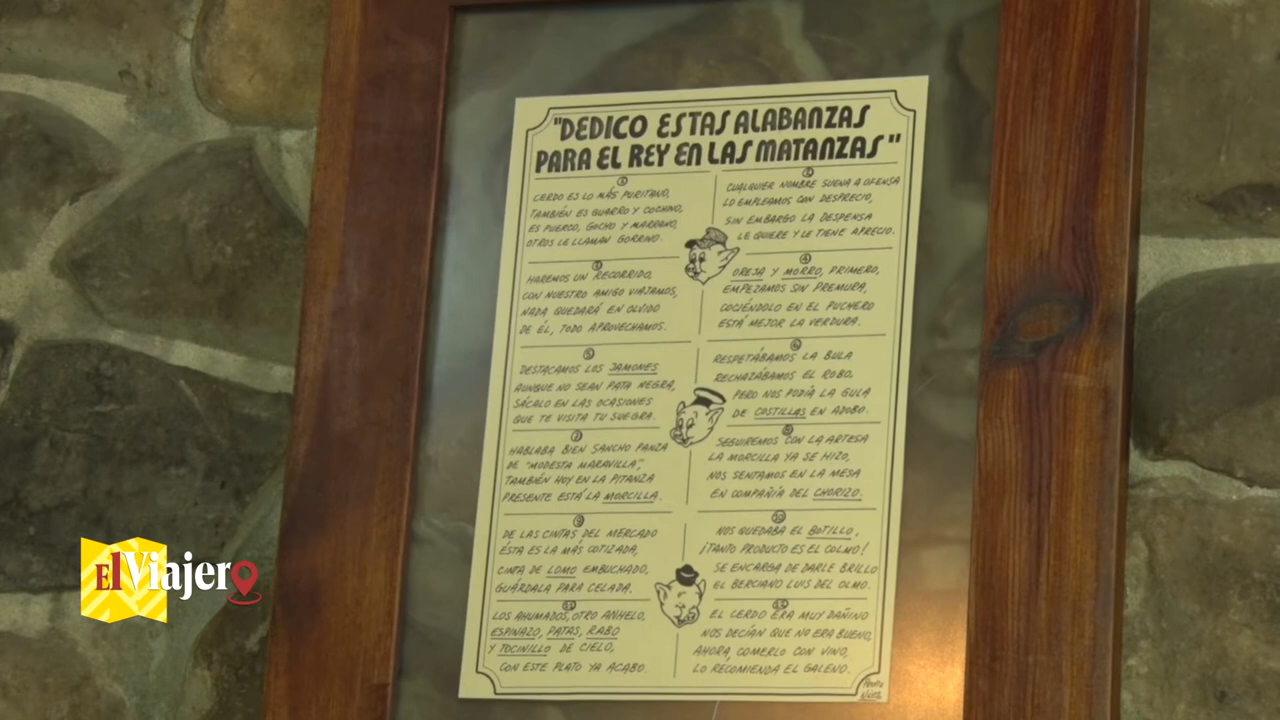 "DEDICO ESTAS ALABANZAS
PARA EL REY EN LAS MATANZAS"
1
CERDO ES LO MÁS PURITANO,
TAMBIÉN ES GUARRO Y COCHINO,
ES PUERCO, GOCHO Y MARRANO,
OTROS LE LLAMAN GORRINO.
2
CUALQUIER NOMBRE SUENA A OFENSA
LO EMPLEAMOS CON DESPRECIO,
SIN EMBARGO LA DESPENSA
LE QUIERE Y LE TIENE APRECIO.
3
HAREMOS UN RECORRIDO,
CON NUESTRO AMIGO VIAJAMOS,
NADA QUEDARÁ EN OLVIDO
DE ÉL, TODO APROVECHAMOS.
4
OREJA Y MORRO, PRIMERO,
EMPEZAMOS SIN PREMURA,
COCIÉNDOLO EN EL PUCHERO
ESTÁ MEJOR LA VERDURA.
5
DESTACAMOS LOS JAMONES
AUNQUE NO SEAN PATA NEGRA,
SÁCALO EN LAS OCASIONES
QUE TE VISITA TU SUEGRA.
6
RESPETÁBAMOS LA BULA
RECHAZÁBAMOS EL ROBO,
PERO NOS PODÍA LA GULA
DE COSTILLAS EN ADOBO.
7
HABLABA BIEN SANCHO PANZA
DE "MODESTA MARAVILLA",
TAMBIÉN HOY EN LA PITANZA
PRESENTE ESTÁ LA MORCILLA.
8
SEGUIREMOS CON LA ARTESA
LA MORCILLA YA SE HIZO,
NOS SENTAMOS EN LA MESA
EN COMPAÑÍA DEL CHORIZO.
9
DE LAS CINTAS DEL MERCADO
ÉSTA ES LA MÁS COTIZADA,
CINTA DE LOMO EMBUCHADO,
GUÁRDALA PARA CELADA.
10
NOS QUEDABA EL BOTILLO,
¡TANTO PRODUCTO ES EL COLMO!
SE ENCARGA DE DARLE BRILLO
EL BERCIANO LUIS DEL OLMO.
11
LOS AHUMADOS, OTRO ANHELO,
ESPINAZO, PATAS, RABO
Y TOCINILLO DE CIELO,
CON ESTE PLATO YA ACABO.
12
EL CERDO ERA MUY DAÑINO
NOS DECÍAN QUE NO ERA BUENO,
AHORA, COMERLO CON VINO,
LO RECOMIENDA EL GALENO.
El Viajero